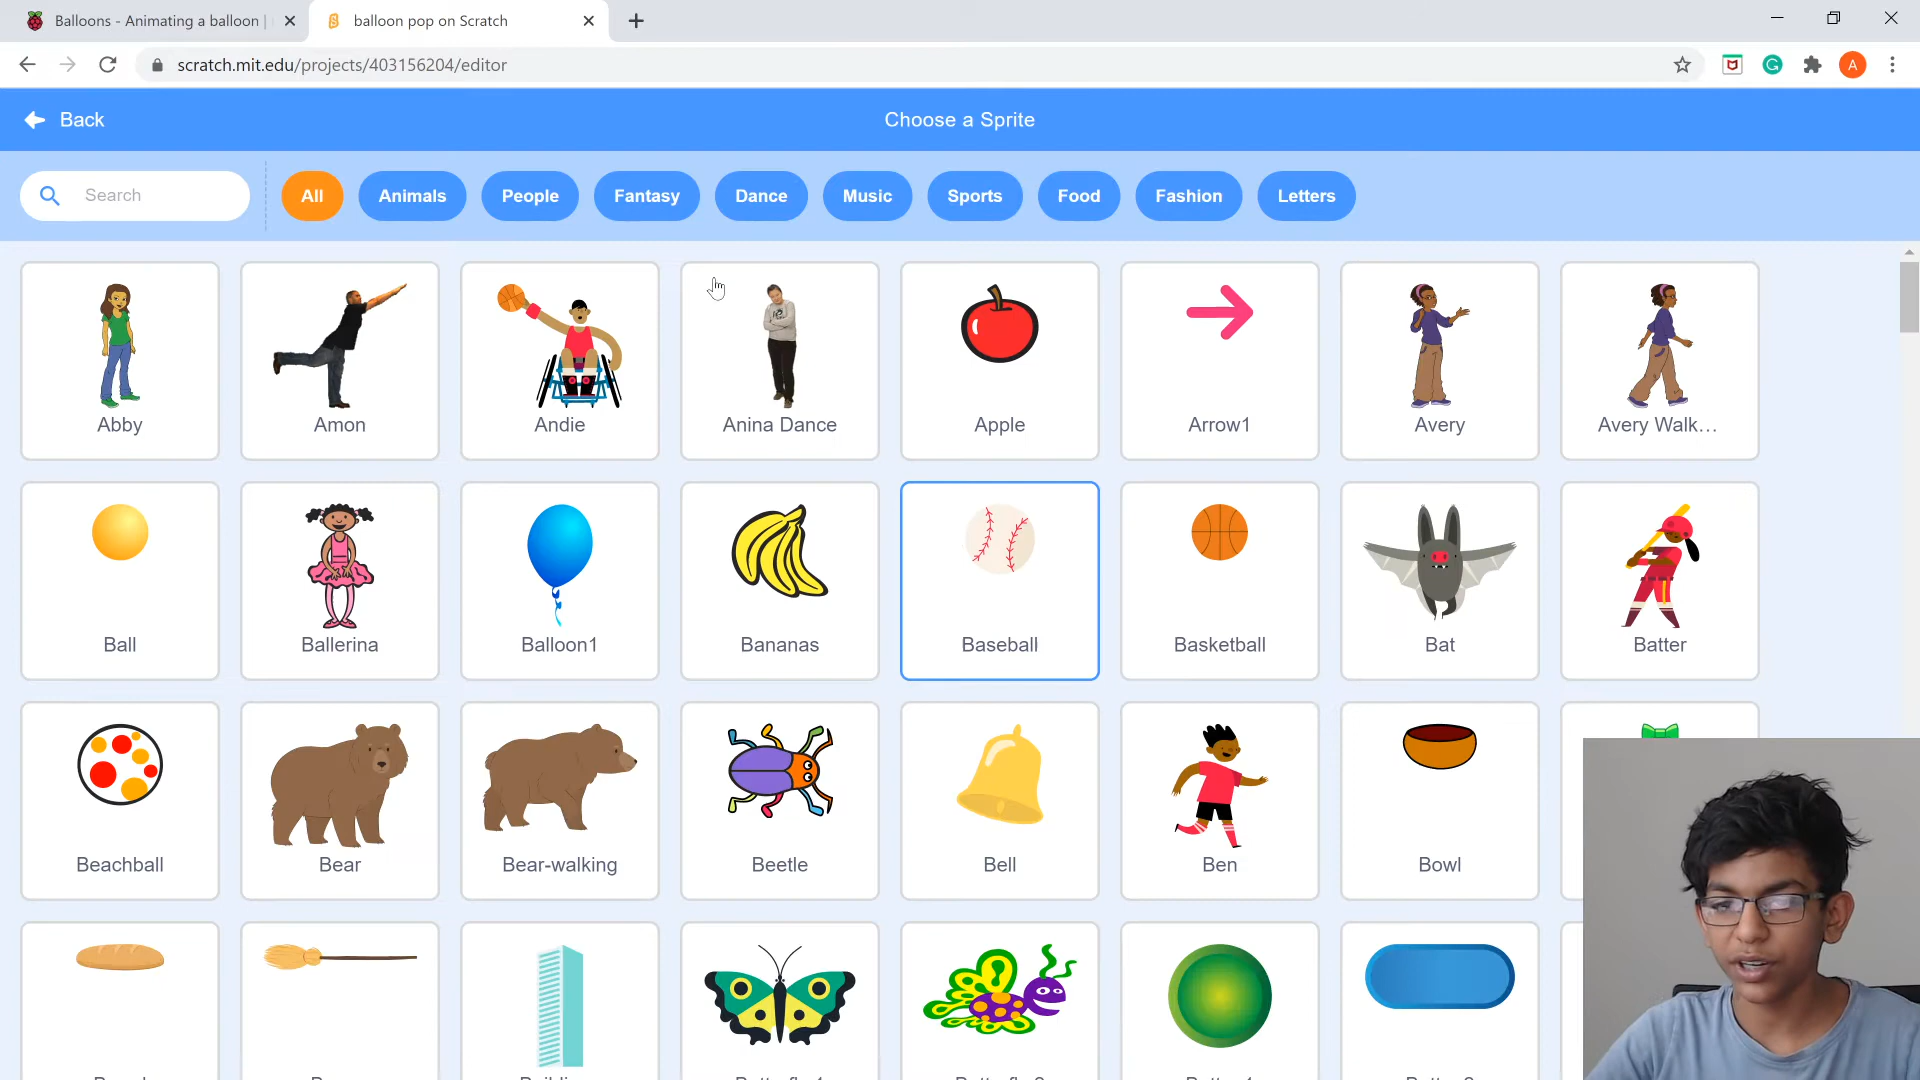 Balloons - Animating a balloon |
balloon pop on Scratch
scratch.mit.edu/projects/403156204/editor
A
Back
Choose a Sprite
Search
All
Animals
People
Fantasy
Dance
Music
Sports
Food
Fashion
Letters
Abby
Amon
Andie
Anina Dance
Apple
Arrow1
Avery
Avery Walk...
Ball
Ballerina
Balloon1
Bananas
Baseball
Basketball
Bat
Batter
Beachball
Bear
Bear-walking
Beetle
Bell
Ben
Bowl